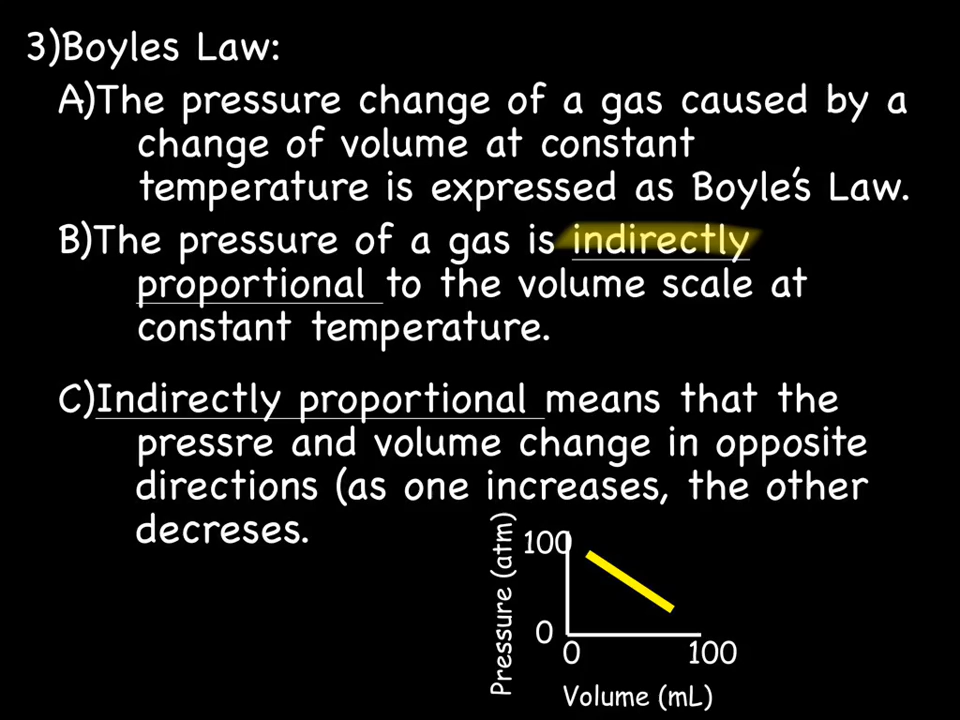 3)Boyles Law:
A)The pressure change of a gas caused by a
change of volume at constant
temperature is expressed as Boyle's Law.
B)The pressure of a gas is indirectly
proportional to the volume scale at
constant temperature.
C)Indirectly proportional means that the
pressre and volume change in opposite
directions (as one increases, the other
decreses.
Pressure (atm)
100
0
0
100
Volume (mL)